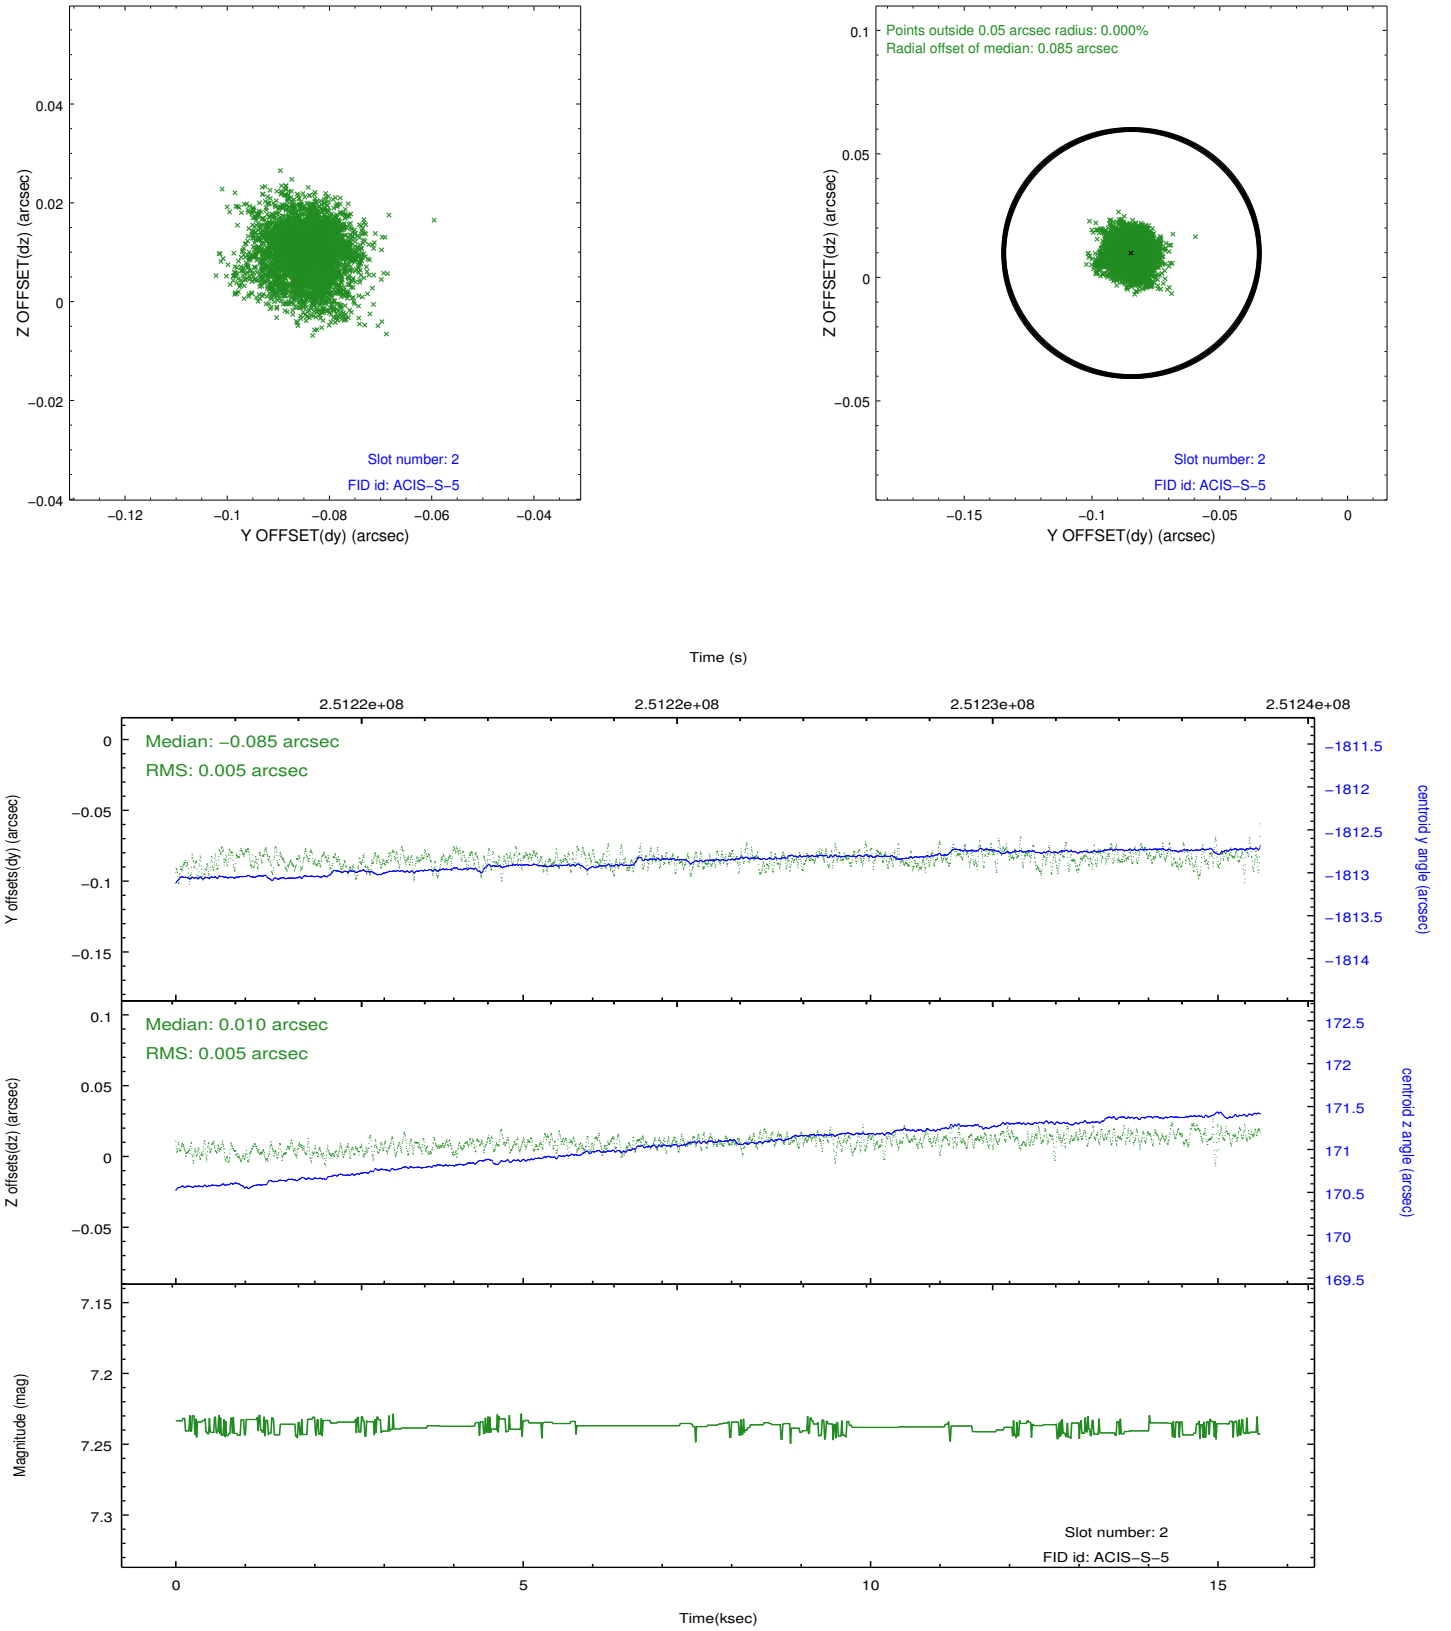 0.04
0.02
0
−0.02
−0.04
Z OFFSET(dz) (arcsec)
Slot number: 2
FID id: ACIS−S−5
−0.12
−0.1
−0.08
−0.06
−0.04
Y OFFSET(dy) (arcsec)
Points outside 0.05 arcsec radius: 0.000%
Radial offset of median: 0.085 arcsec
0.1
0.05
0
−0.05
Z OFFSET(dz) (arcsec)
Slot number: 2
FID id: ACIS−S−5
−0.15
−0.1
−0.05
0
Y OFFSET(dy) (arcsec)
Time (s)
2.5122e+08
2.5122e+08
2.5123e+08
2.5124e+08
Median: −0.085 arcsec
RMS: 0.005 arcsec
0
−0.05
−0.1
−0.15
Y offsets(dy) (arcsec)
−1811.5
−1812
−1812.5
−1813
−1813.5
−1814
centroid y angle (arcsec)
Median: 0.010 arcsec
RMS: 0.005 arcsec
0.1
0.05
0
−0.05
Z offsets(dz) (arcsec)
172.5
172
171.5
171
170.5
170
169.5
centroid z angle (arcsec)
7.15
7.2
7.25
7.3
Magnitude (mag)
Slot number: 2
FID id: ACIS−S−5
0
5
10
15
Time(ksec)